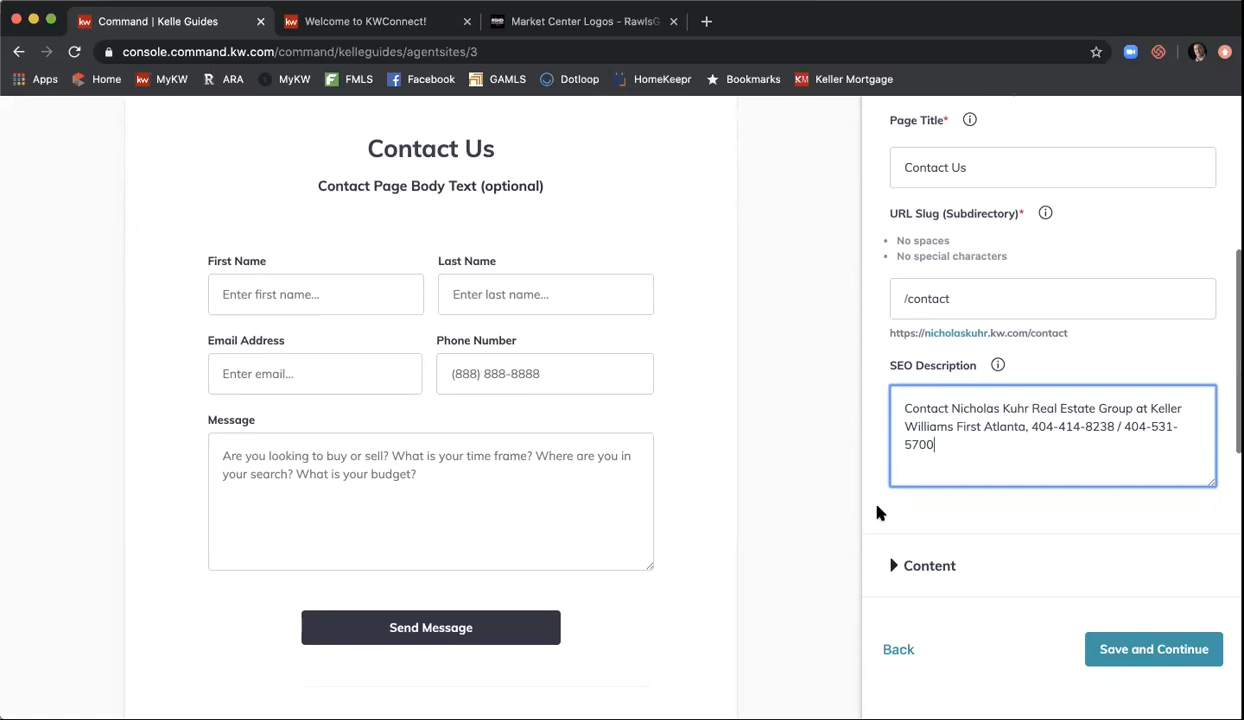 Command | Kelle Guides
Welcome to KWConnect!
Market Center Logos - RawlsG
console.command.kw.com/command/kelleguides/agentsites/3
Apps Home MyKW ARA MyKW FMLS Facebook GAMLS Dotloop HomeKeepr Bookmarks Keller Mortgage
Contact Us
Contact Page Body Text (optional)
First Name Last Name
Enter first name... Enter last name...
Email Address Phone Number
Enter email... (888) 888-8888
Message
Are you looking to buy or sell? What is your time frame? Where are you in
your search? What is your budget?
Send Message
Page Title*
Contact Us
URL Slug (Subdirectory)*
No spaces
No special characters
/contact
https://nicholaskuhr.kw.com/contact
SEO Description
Contact Nicholas Kuhr Real Estate Group at Keller
Williams First Atlanta, 404-414-8238 / 404-531-
5700
Content
Back Save and Continue